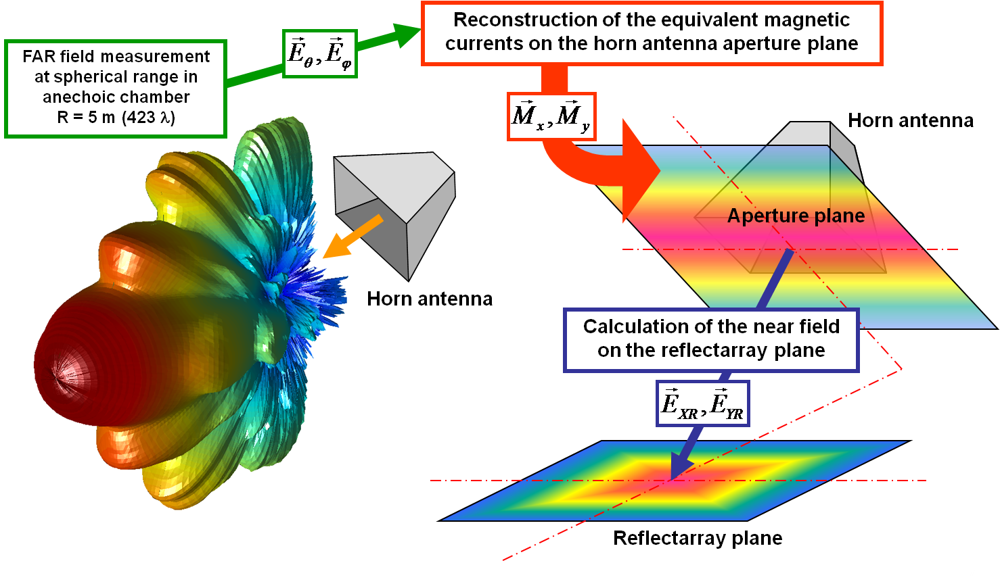 Reconstruction of the equivalent magnetic
currents on the horn antenna aperture plane
FAR field measurement
at spherical range in
anechoic chamber
R = 5 m (423 λ)
E⃗θ, E⃗φ
M⃗x, M⃗y
Horn antenna
Aperture plane
Horn antenna
Calculation of the near field
on the reflectarray plane
E⃗XR, E⃗YR
Reflectarray plane